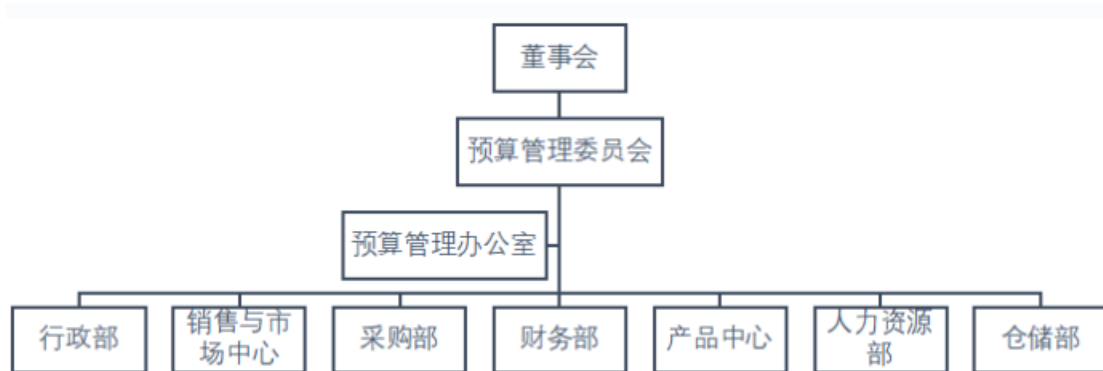 董事会
预算管理委员会
预算管理办公室
行政部
销售与市
场中心
采购部
财务部
产品中心
人力资源
部
仓储部